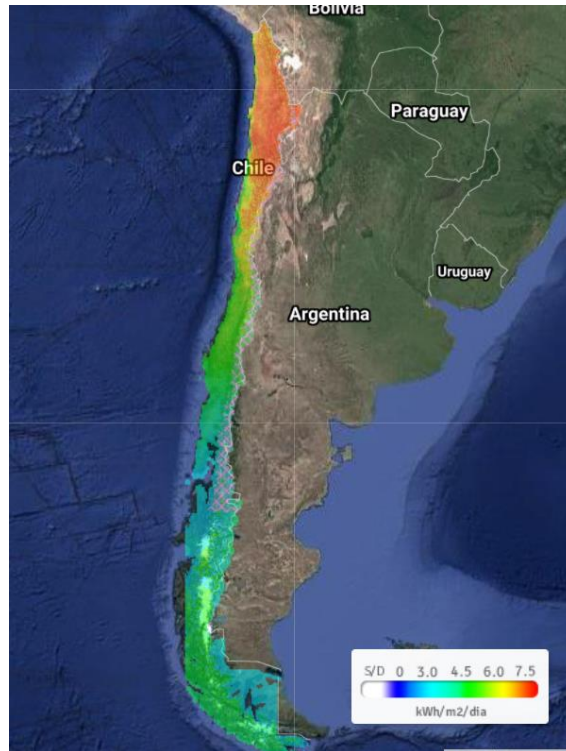 Bolivia
Paraguay
Chile
Uruguay
Argentina
S/D 0 3.0 4.5 6.0 7.5
kWh/m2/dia